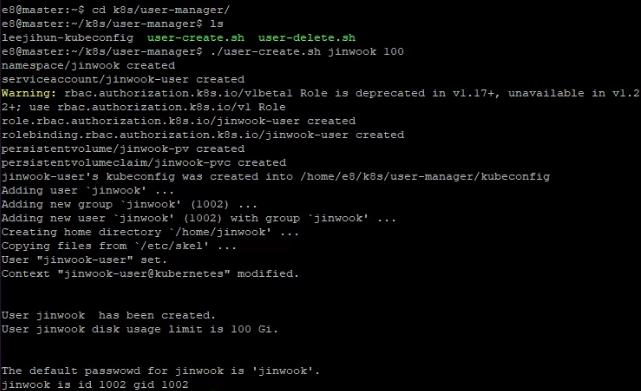 e8@master:~$ cd k8s/user-manager/
e8@master:~/k8s/user-manager$ ls
leejihun-kubeconfig  user-create.sh  user-delete.sh
e8@master:~/k8s/user-manager$ ./user-create.sh jinwook 100
namespace/jinwook created
serviceaccount/jinwook-user created
Warning: rbac.authorization.k8s.io/v1beta1 Role is deprecated in v1.17+, unavailable in v1.2
2+; use rbac.authorization.k8s.io/v1 Role
role.rbac.authorization.k8s.io/jinwook-user created
rolebinding.rbac.authorization.k8s.io/jinwook-user created
persistentvolume/jinwook-pv created
persistentvolumeclaim/jinwook-pvc created
jinwook-user's kubeconfig was created into /home/e8/k8s/user-manager/kubeconfig
Adding user `jinwook' ...
Adding new group `jinwook' (1002) ...
Adding new user `jinwook' (1002) with group `jinwook' ...
Creating home directory `/home/jinwook' ...
Copying files from `/etc/skel' ...
User "jinwook-user" set.
Context "jinwook-user@kubernetes" modified.
User jinwook  has been created.
User jinwook disk usage limit is 100 Gi.
The default passwowd for jinwook is 'jinwook'.
jinwook is id 1002 gid 1002